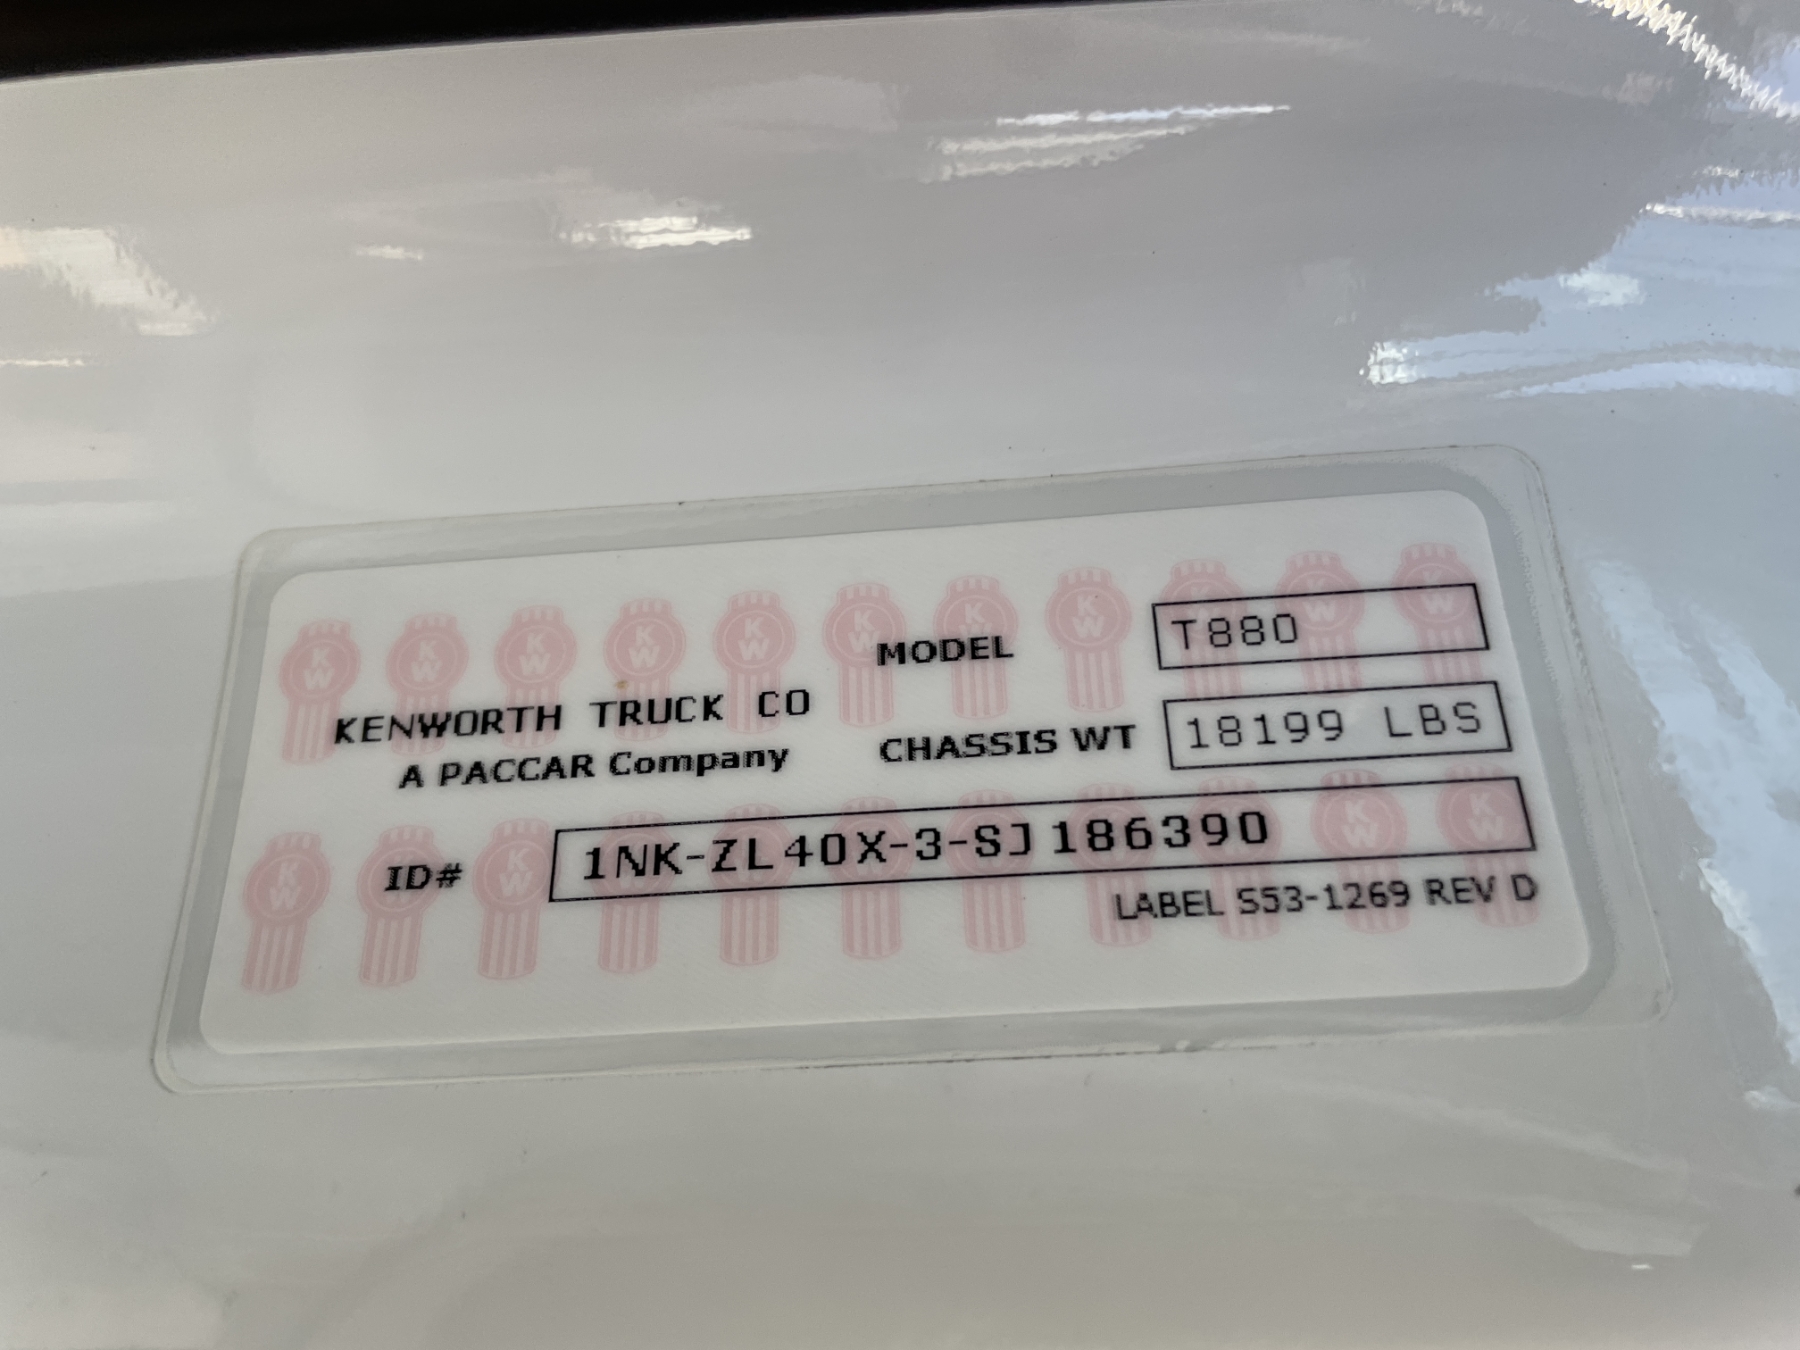 MODEL T880
KENWORTH TRUCK CO
A PACCAR Company
CHASSIS WT 18199 LBS
ID# 1NK-ZL40X-3-SJ186390
LABEL S53-1269 REV D